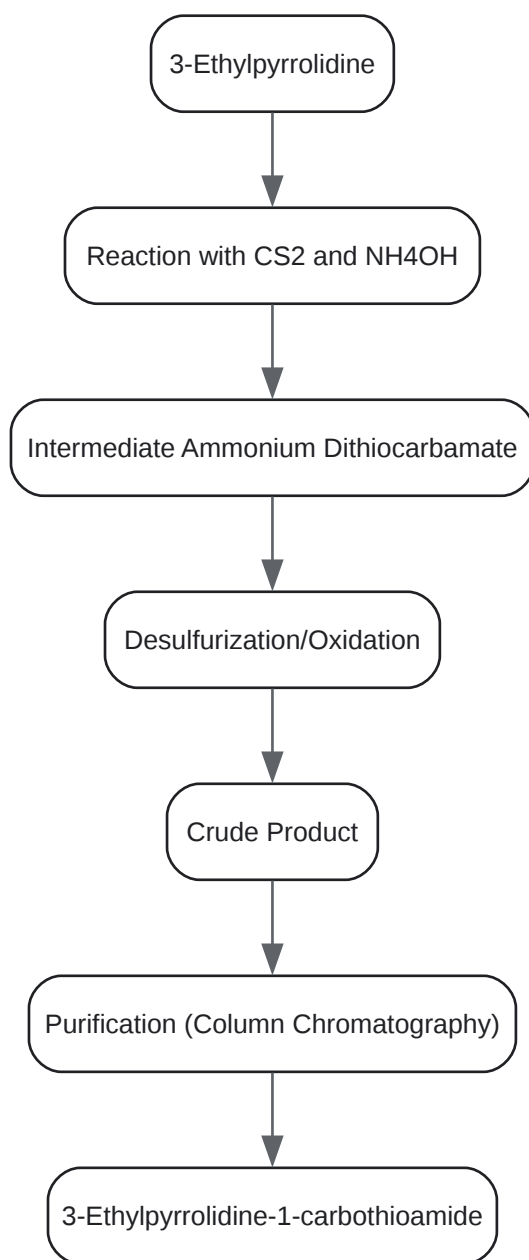 3-Ethylpyrrolidine
Reaction with CS2 and NH4OH
Intermediate Ammonium Dithiocarbamate
Desulfurization/Oxidation
Crude Product
Purification (Column Chromatography)
3-Ethylpyrrolidine-1-carbothioamide